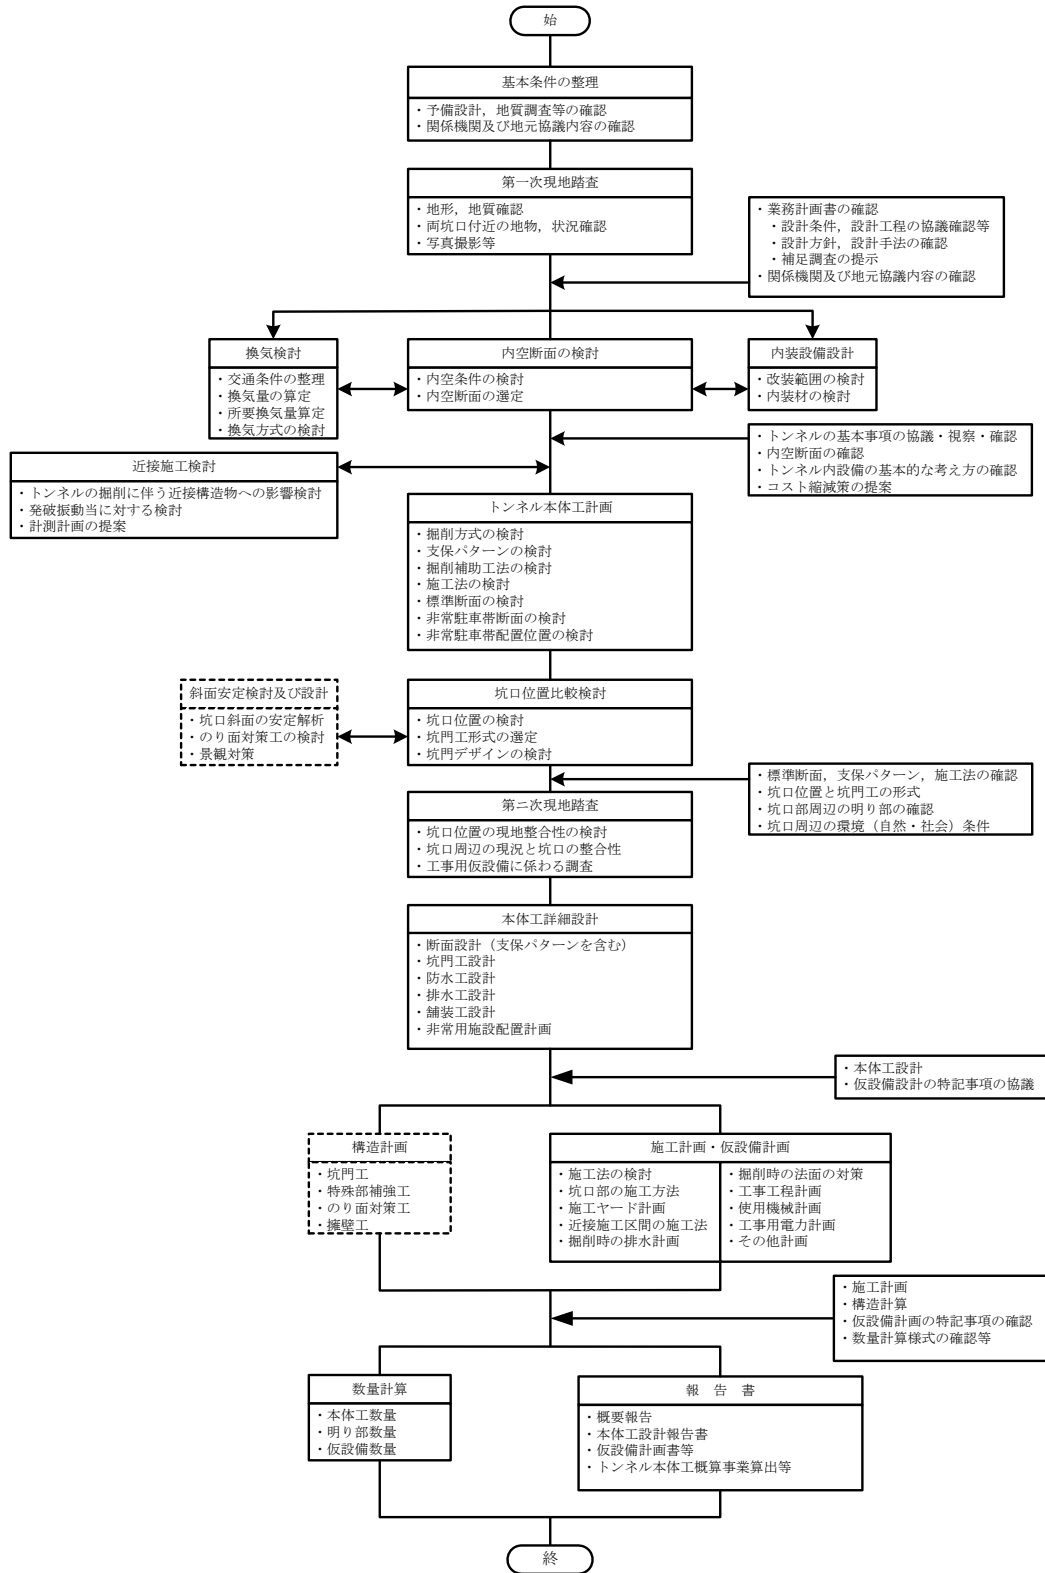 始
基本条件の整理
・予備設計，地質調査等の確認
・関係機関及び地元協議内容の確認
第一次現地踏査
・地形，地質確認
・両坑口付近の地物，状況確認
・写真撮影等
・業務計画書の確認
・設計条件，設計工程の協議確認等
・設計方針，設計手法の確認
・補足調査の提示
・関係機関及び地元協議内容の確認
換気検討
・交通条件の整理
・換気量の算定
・所要換気量算定
・換気方式の検討
内空断面の検討
・内空条件の検討
・内空断面の選定
内装設備設計
・改装範囲の検討
・内装材の検討
・トンネルの基本事項の協議・視察・確認
・内空断面の確認
・トンネル内設備の基本的な考え方の確認
・コスト縮減策の提案
近接施工検討
・トンネルの掘削に伴う近接構造物への影響検討
・発破振動当に対する検討
・計測計画の提案
トンネル本体工計画
・掘削方式の検討
・支保パターンの検討
・掘削補助工法の検討
・施工法の検討
・標準断面の検討
・非常駐車帯断面の検討
・非常駐車帯配置位置の検討
斜面安定検討及び設計
・坑口斜面の安定解析
・のり面対策工の検討
・景観対策
坑口位置比較検討
・坑口位置の検討
・坑門工形式の選定
・坑門デザインの検討
・標準断面，支保パターン，施工法の確認
・坑口位置と坑門工の形式
・坑口部周辺の明り部の確認
・坑口周辺の環境（自然・社会）条件
第二次現地踏査
・坑口位置の現地整合性の検討
・坑口周辺の現況と坑口の整合性
・工事用仮設備に係わる調査
本体工詳細設計
・断面設計（支保パターンを含む）
・坑門工設計
・防水工設計
・排水工設計
・舗装工設計
・非常用施設配置計画
・本体工設計
・仮設備設計の特記事項の協議
構造計画
・坑門工
・特殊部補強工
・のり面対策工
・擁壁工
施工計画・仮設備計画
・施工法の検討
・坑口部の施工方法
・施工ヤード計画
・近接施工区間の施工法
・掘削時の排水計画
・掘削時の法面の対策
・工事工程計画
・使用機械計画
・工事用電力計画
・その他計画
・施工計画
・構造計算
・仮設備計画の特記事項の確認
・数量計算様式の確認等
数量計算
・本体工数量
・明り部数量
・仮設備数量
報　告　書
・概要報告
・本体工設計報告書
・仮設備計画書等
・トンネル本体工概算事業算出等
終